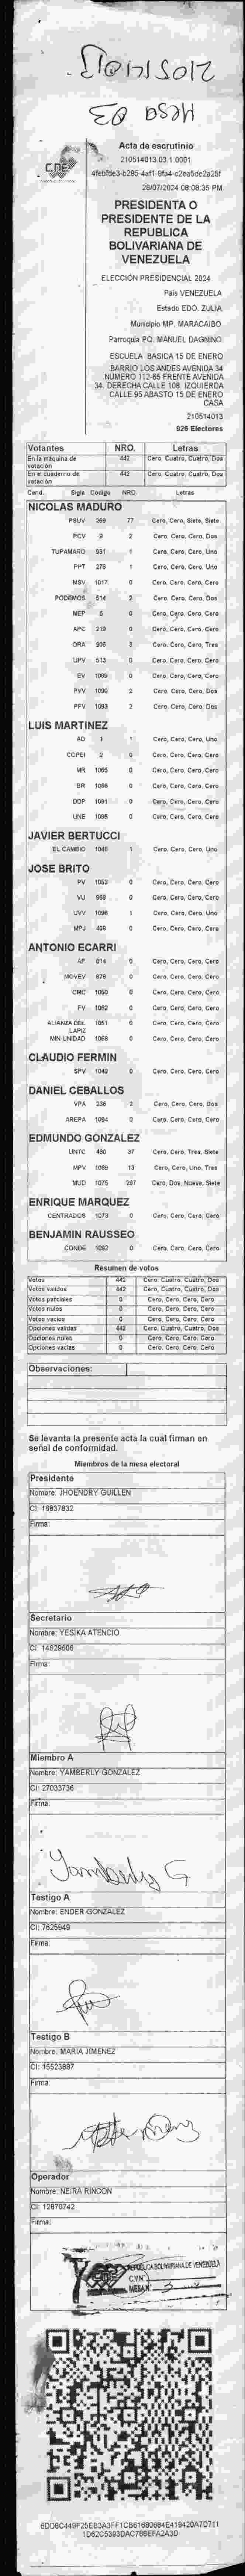 210514013
Mesa 03
CNE
Acta de escrutinio
210514013.03.1.0001
28/07/2024 08:08:35 PM
PRESIDENTA O
PRESIDENTE DE LA
REPUBLICA
BOLIVARIANA DE
VENEZUELA
ELECCIÓN PRESIDENCIAL 2024
País VENEZUELA
Estado EDO. ZULIA
Municipio MP. MARACAIBO
Parroquia PQ. MANUEL DAGNINO
ESCUELA BASICA 15 DE ENERO
BARRIO LOS ANDES AVENIDA 34
NUMERO 112-65 FRENTE AVENIDA
34. DERECHA CALLE 108. IZQUIERDA
CALLE 95 ABASTO 15 DE ENERO
CASA
210514013
926 Electores
Votantes NRO. Letras
En la maquina de votación 442 Cero, Cuatro, Cuatro, Dos
En el cuaderno de votación 442 Cero, Cuatro, Cuatro, Dos
Cand. Sigla Código NRO. Letras
NICOLAS MADURO
PSUV 269 77 Cero, Cero, Siete, Siete
PCV 9 2 Cero, Cero, Cero, Dos
TUPAMARO 931 1 Cero, Cero, Cero, Uno
PPT 279 1 Cero, Cero, Cero, Uno
MSV 1017 0 Cero, Cero, Cero, Cero
PODEMOS 514 2 Cero, Cero, Cero, Dos
MEP 5 0 Cero, Cero, Cero, Cero
APC 219 0 Cero, Cero, Cero, Cero
ORA 906 3 Cero, Cero, Cero, Tres
UPV 513 0 Cero, Cero, Cero, Cero
EV 1089 0 Cero, Cero, Cero, Cero
PVV 1090 2 Cero, Cero, Cero, Dos
PFV 1093 2 Cero, Cero, Cero, Dos
LUIS MARTINEZ
AD 1 1 Cero, Cero, Cero, Uno
COPEI 2 0 Cero, Cero, Cero, Cero
MR 1065 0 Cero, Cero, Cero, Cero
BR 1086 0 Cero, Cero, Cero, Cero
DDP 1091 0 Cero, Cero, Cero, Cero
UNE 1095 0 Cero, Cero, Cero, Cero
JAVIER BERTUCCI
EL CAMBIO 1048 1 Cero, Cero, Cero, Uno
JOSE BRITO
PV 1053 0 Cero, Cero, Cero, Cero
VU 968 0 Cero, Cero, Cero, Cero
UVV 1096 1 Cero, Cero, Cero, Uno
MPJ 458 0 Cero, Cero, Cero, Cero
ANTONIO ECARRI
AP 814 0 Cero, Cero, Cero, Cero
MOVEV 978 0 Cero, Cero, Cero, Cero
CMC 1050 0 Cero, Cero, Cero, Cero
FV 1062 0 Cero, Cero, Cero, Cero
ALIANZA DEL LAPIZ 1051 0 Cero, Cero, Cero, Cero
MIN-UNIDAD 1088 0 Cero, Cero, Cero, Cero
CLAUDIO FERMIN
SPV 1042 0 Cero, Cero, Cero, Cero
DANIEL CEBALLOS
VPA 236 2 Cero, Cero, Cero, Dos
AREPA 1094 0 Cero, Cero, Cero, Cero
EDMUNDO GONZALEZ
UNTC 460 37 Cero, Cero, Tres, Siete
MPV 1069 13 Cero, Cero, Uno, Tres
MUD 1075 297 Cero, Dos, Nueve, Siete
ENRIQUE MARQUEZ
CENTRADOS 1073 0 Cero, Cero, Cero, Cero
BENJAMIN RAUSSEO
CONDE 1092 0 Cero, Cero, Cero, Cero
Resumen de votos
Votos 442 Cero, Cuatro, Cuatro, Dos
Votos validos 442 Cero, Cuatro, Cuatro, Dos
Votos parciales 0 Cero, Cero, Cero, Cero
Votos nulos 0 Cero, Cero, Cero, Cero
Votos vacios 0 Cero, Cero, Cero, Cero
Opciones validas 442 Cero, Cuatro, Cuatro, Dos
Opciones nulas 0 Cero, Cero, Cero, Cero
Opciones vacias 0 Cero, Cero, Cero, Cero
Observaciones:
Se levanta la presente acta la cual firman en
señal de conformidad.
Miembros de la mesa electoral
Presidente
Nombre: JHOENDRY GUILLEN
CI: 16837832
Firma:
Secretario
Nombre: YESIKA ATENCIO
CI: 14629606
Firma:
Miembro A
Nombre: YAMBERLY GONZALEZ
CI: 27033736
Firma:
Yamberly G
Testigo A
Nombre: ENDER GONZALEZ
CI: 7625949
Firma:
Testigo B
Nombre: MARIA JIMENEZ
CI: 15523887
Firma:
Operador
Nombre: NEIRA RINCON
CI: 12870742
Firma:
REPUBLICA BOLIVARIANA DE VENEZUELA
CNE
MESA N° 3